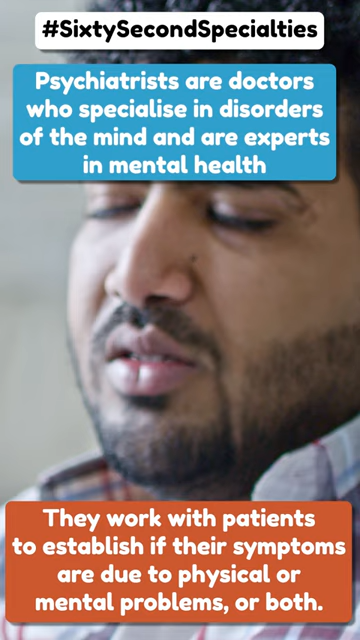 #SixtySecondSpecialties
Psychiatrists are doctors
who specialise in disorders
of the mind and are experts
in mental health
They work with patients
to establish if their symptoms
are due to physical or
mental problems, or both.